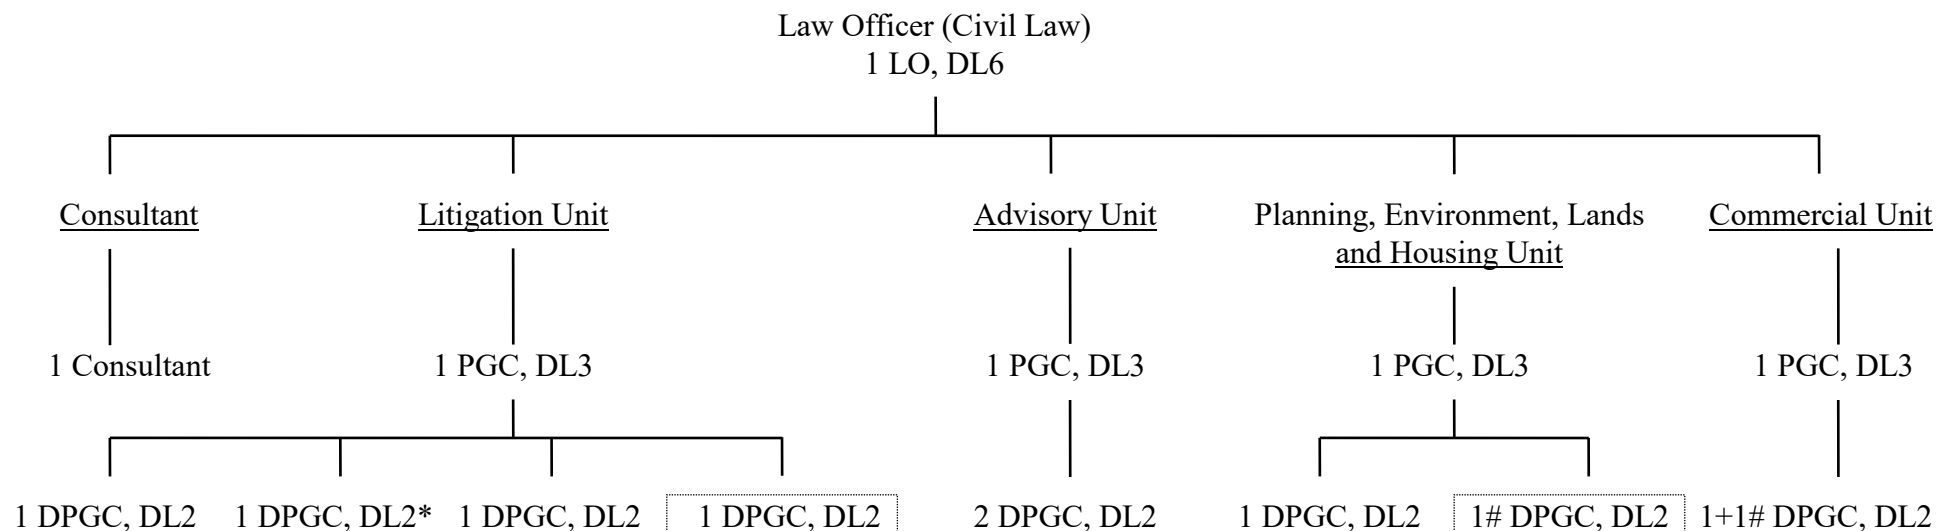 Law Officer (Civil Law)
1 LO, DL6
Consultant
Litigation Unit
Advisory Unit
Planning, Environment, Lands
and Housing Unit
Commercial Unit
1 Consultant
1 PGC, DL3
1 PGC, DL3
1 PGC, DL3
1 PGC, DL3
1 DPGC, DL2
1 DPGC, DL2*
1 DPGC, DL2
1 DPGC, DL2
2 DPGC, DL2
1 DPGC, DL2
1# DPGC, DL2
1+1# DPGC, DL2